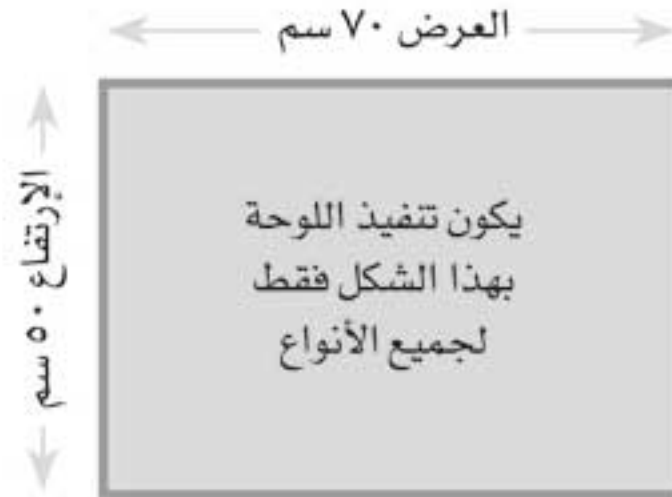 العرض ٧٠ سم
الإرتفاع ٥٠ سم
يكون تنفيذ اللوحة
بهذا الشكل فقط
لجميع الأنواع